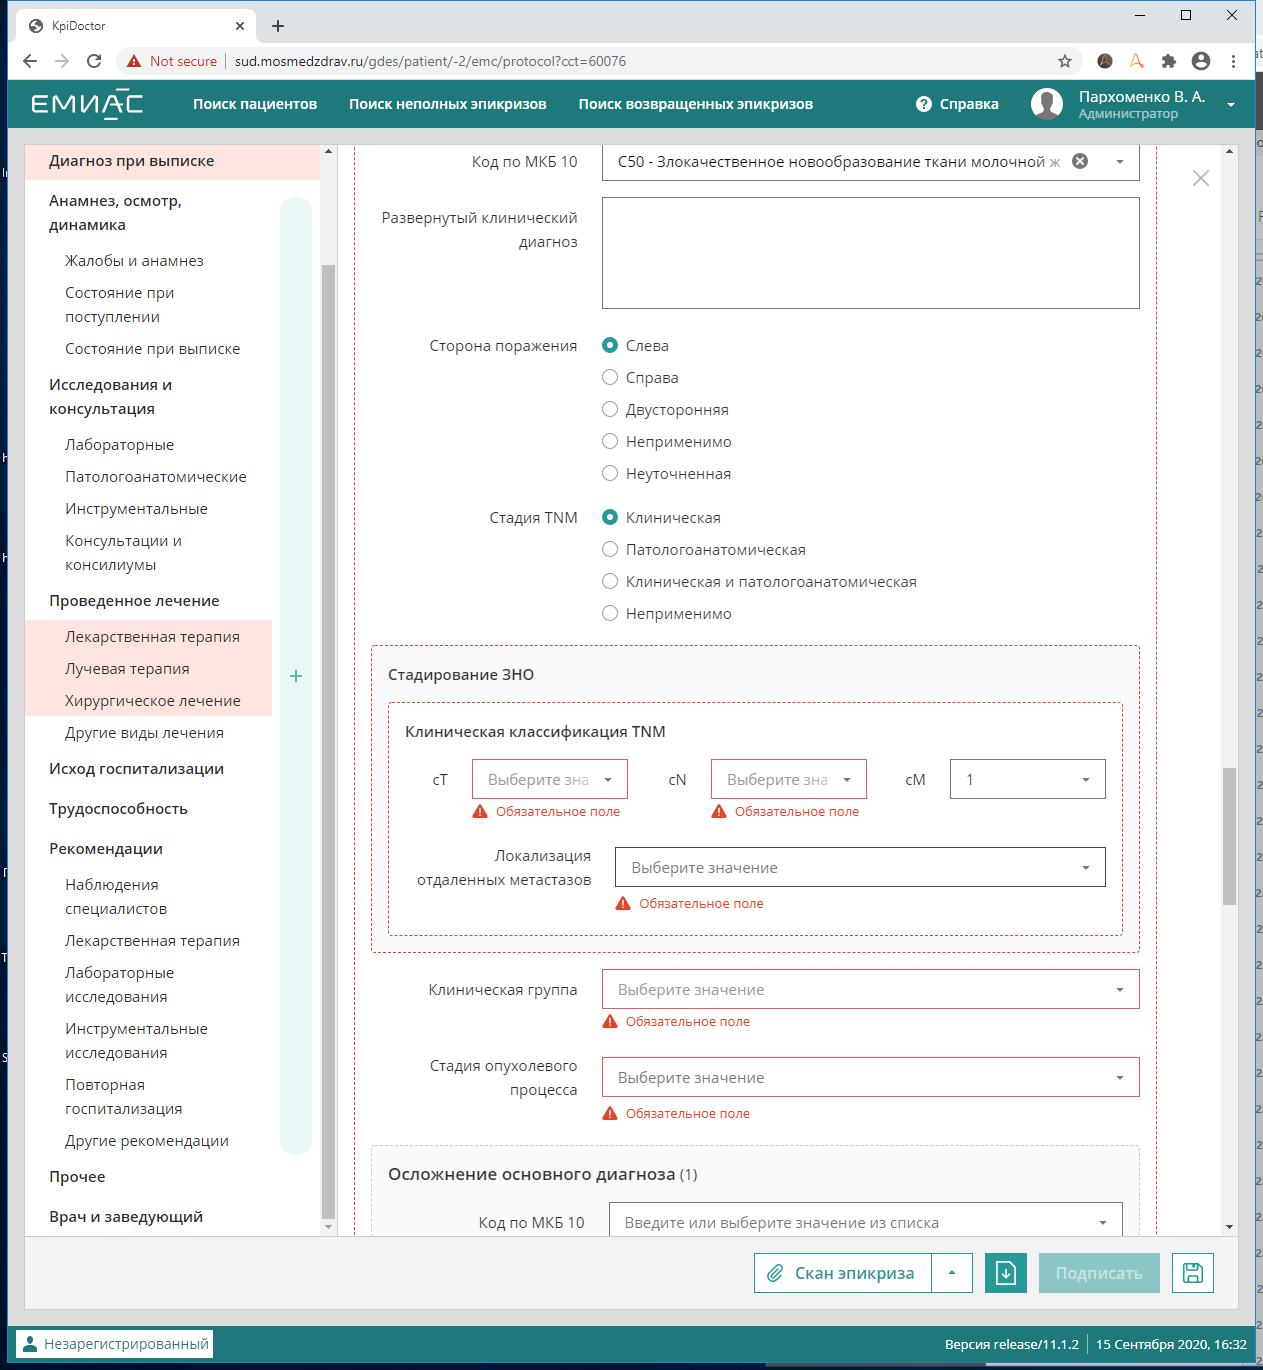 KpiDoctor
Not secure
sud.mosmedzdrav.ru/gdes/patient/-2/emc/protocol?cct=60076
ЕМИАС
Поиск пациентов
Поиск неполных эпикризов
Поиск возвращенных эпикризов
Справка
Пархоменко В. А.
Администратор
Диагноз при выписке
Анамнез, осмотр,
динамика
Жалобы и анамнез
Состояние при
поступлении
Состояние при выписке
Исследования и
консультация
Лабораторные
Патологоанатомические
Инструментальные
Консультации и
консилиумы
Проведенное лечение
Лекарственная терапия
Лучевая терапия
Хирургическое лечение
Другие виды лечения
Исход госпитализации
Трудоспособность
Рекомендации
Наблюдения
специалистов
Лекарственная терапия
Лабораторные
исследования
Инструментальные
исследования
Повторная
госпитализация
Другие рекомендации
Прочее
Врач и заведующий
Код по МКБ 10
C50 - Злокачественное новообразование ткани молочной ж
Развернутый клинический
диагноз
Сторона поражения
Слева
Справа
Двусторонняя
Неприменимо
Неуточненная
Стадия TNM
Клиническая
Патологоанатомическая
Клиническая и патологоанатомическая
Неприменимо
Стадирование ЗНО
Клиническая классификация TNM
cT
Выберите зна
cN
Выберите зна
cM
1
Обязательное поле
Обязательное поле
Локализация
отдаленных метастазов
Выберите значение
Обязательное поле
Клиническая группа
Выберите значение
Обязательное поле
Стадия опухолевого
процесса
Выберите значение
Обязательное поле
Осложнение основного диагноза (1)
Код по МКБ 10
Введите или выберите значение из списка
Скан эпикриза
Подписать
Незарегистрированный
Версия release/11.1.2
15 Сентября 2020, 16:32